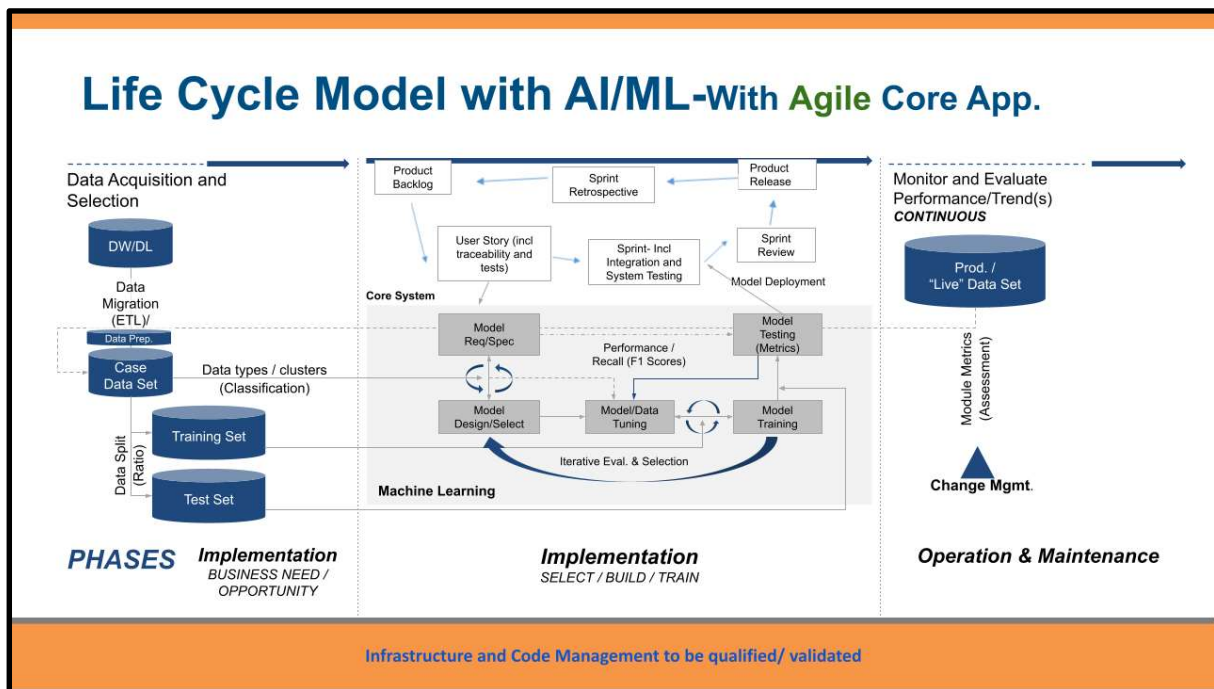 Life Cycle Model with AI/ML-With Agile Core App.
Data Acquisition and
Selection
DW/DL
Data
Migration
(ETL)/
Data Prep.
Case
Data Set
Data types / clusters
(Classification)
Training Set
Test Set
Data Split
(Ratio)
Product
Backlog
Sprint
Retrospective
Product
Release
User Story (incl
traceability and
tests)
Sprint- Incl
Integration and
System Testing
Sprint
Review
Model Deployment
Core System
Model
Req/Spec
Performance /
Recall (F1 Scores)
Model
Testing
(Metrics)
Model
Design/Select
Model/Data
Tuning
Model
Training
Iterative Eval. & Selection
Machine Learning
Monitor and Evaluate
Performance/Trend(s)
CONTINUOUS
Prod. /
“Live” Data Set
Module Metrics
(Assessment)
Change Mgmt.
PHASES
Implementation
BUSINESS NEED /
OPPORTUNITY
Implementation
SELECT / BUILD / TRAIN
Operation & Maintenance
Infrastructure and Code Management to be qualified/ validated